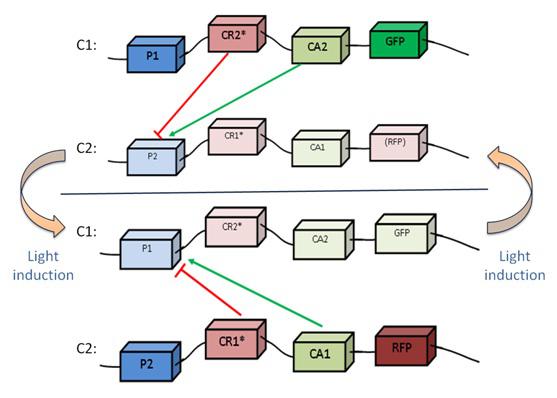 C1:
P1
CR2*
CA2
GFP
C2:
P2
CR1*
CA1
(RFP)
Light
induction
Light
induction
C1:
P1
CR2*
CA2
GFP
C2:
P2
CR1*
CA1
RFP